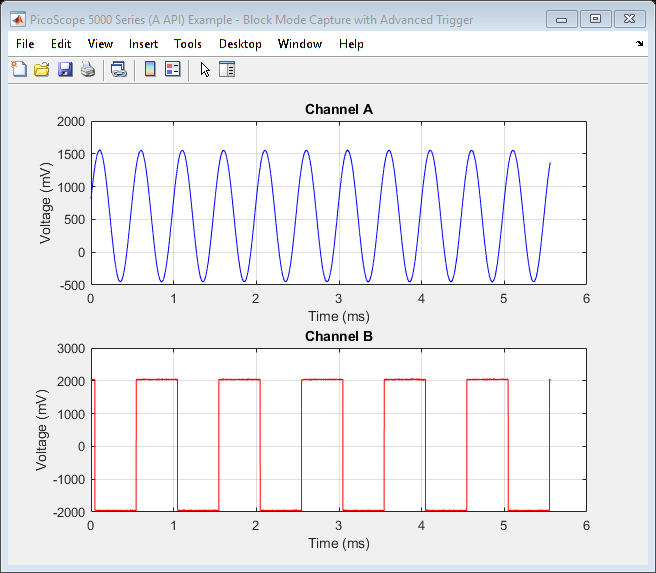 PicoScope 5000 Series (A API) Example - Block Mode Capture with Advanced Trigger
File Edit View Insert Tools Desktop Window Help
Channel A
2000
1500
1000
500
0
-500
Voltage (mV)
0 1 2 3 4 5 6
Time (ms)
Channel B
3000
2000
1000
0
-1000
-2000
Voltage (mV)
0 1 2 3 4 5 6
Time (ms)